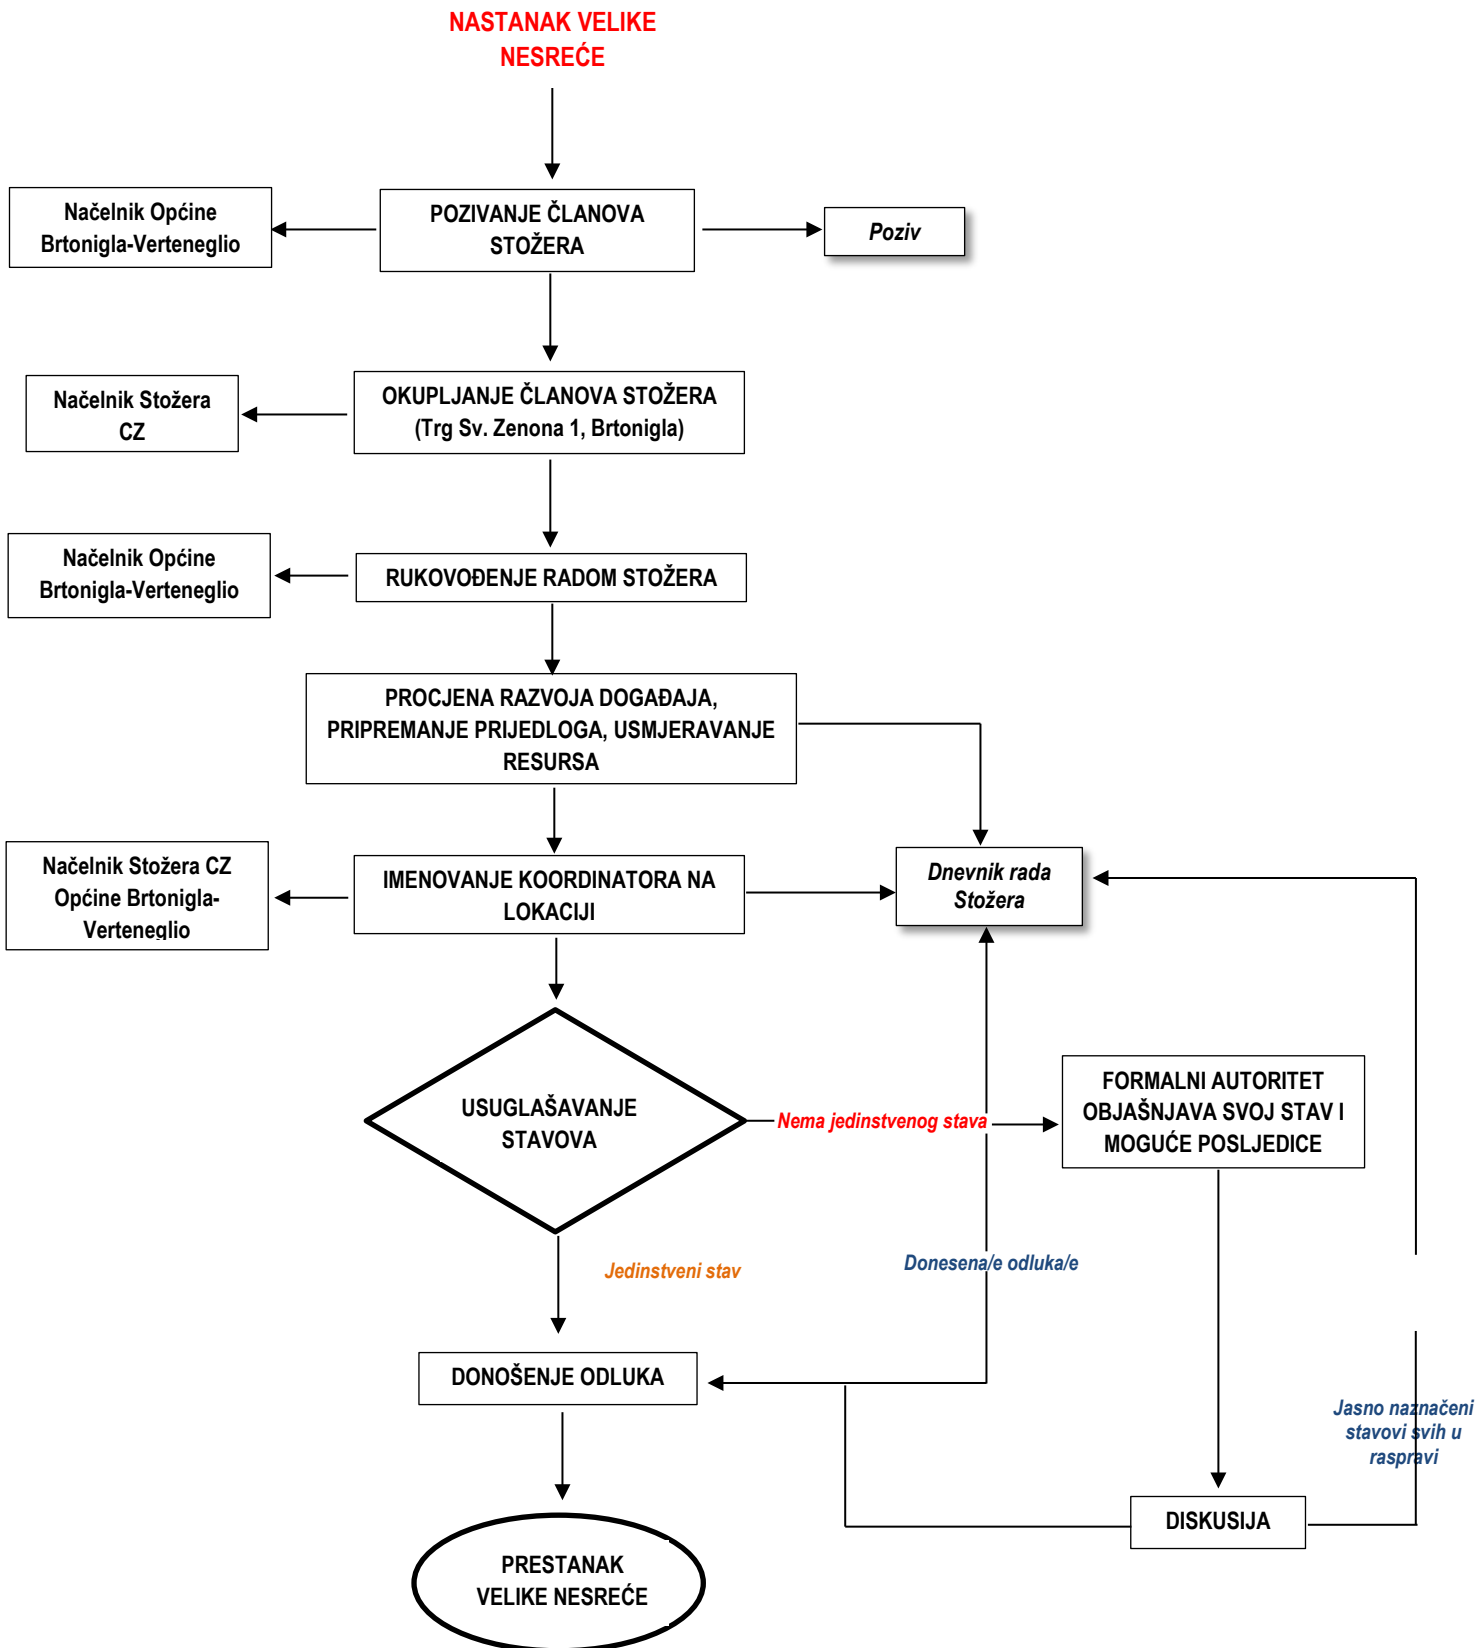 NASTANAK VELIKE
NESREĆE
Načelnik Općine
Brtonigla-Verteneglio
POZIVANJE ČLANOVA
STOŽERA
Poziv
Načelnik Stožera
CZ
OKUPLJANJE ČLANOVA STOŽERA
(Trg Sv. Zenona 1, Brtonigla)
Načelnik Općine
Brtonigla-Verteneglio
RUKOVOĐENJE RADOM STOŽERA
PROCJENA RAZVOJA DOGAĐAJA,
PRIPREMANJE PRIJEDLOGA, USMJERAVANJE
RESURSA
Načelnik Stožera CZ
Općine Brtonigla-
Verteneglio
IMENOVANJE KOORDINATORA NA
LOKACIJI
Dnevnik rada
Stožera
USUGLAŠAVANJE
STAVOVA
Nema jedinstvenog stava
FORMALNI AUTORITET
OBJAŠNJAVA SVOJ STAV I
MOGUĆE POSLJEDICE
Jedinstveni stav
Donesena/e odluka/e
DONOŠENJE ODLUKA
Jasno naznačeni
stavovi svih u
raspravi
DISKUSIJA
PRESTANAK
VELIKE NESREĆE